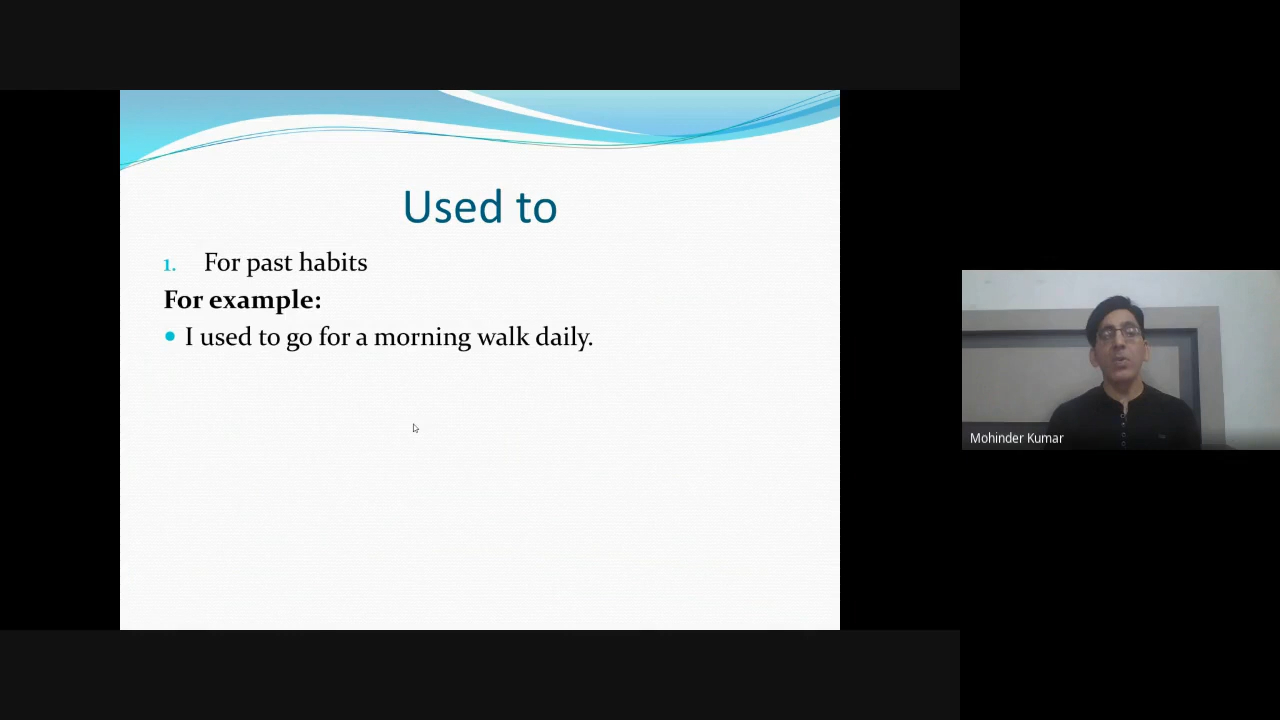 Used to
1. For past habits
For example:
• I used to go for a morning walk daily.
Mohinder Kumar